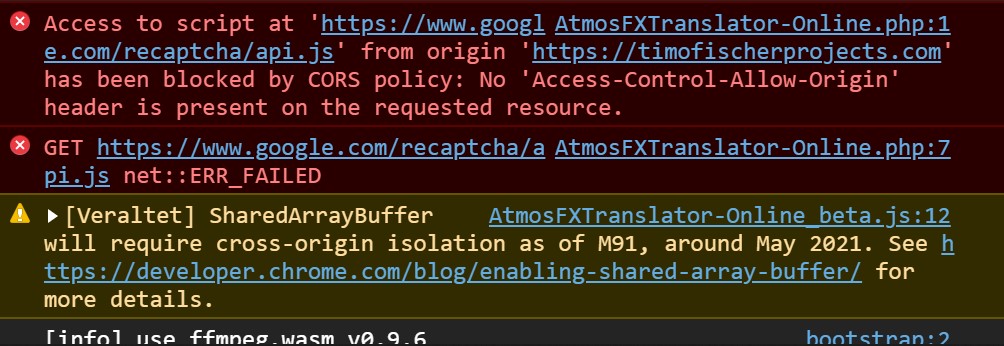 Access to script at 'https://www.googl AtmosFXTranslator-Online.php:1
e.com/recaptcha/api.js' from origin 'https://timofischerprojects.com'
has been blocked by CORS policy: No 'Access-Control-Allow-Origin'
header is present on the requested resource.
GET https://www.google.com/recaptcha/a AtmosFXTranslator-Online.php:7
pi.js net::ERR_FAILED
[Veraltet] SharedArrayBuffer AtmosFXTranslator-Online_beta.js:12
will require cross-origin isolation as of M91, around May 2021. See h
ttps://developer.chrome.com/blog/enabling-shared-array-buffer/ for
more details.
[info] use ffmpeg.wasm v0.9.6 bootstrap:2